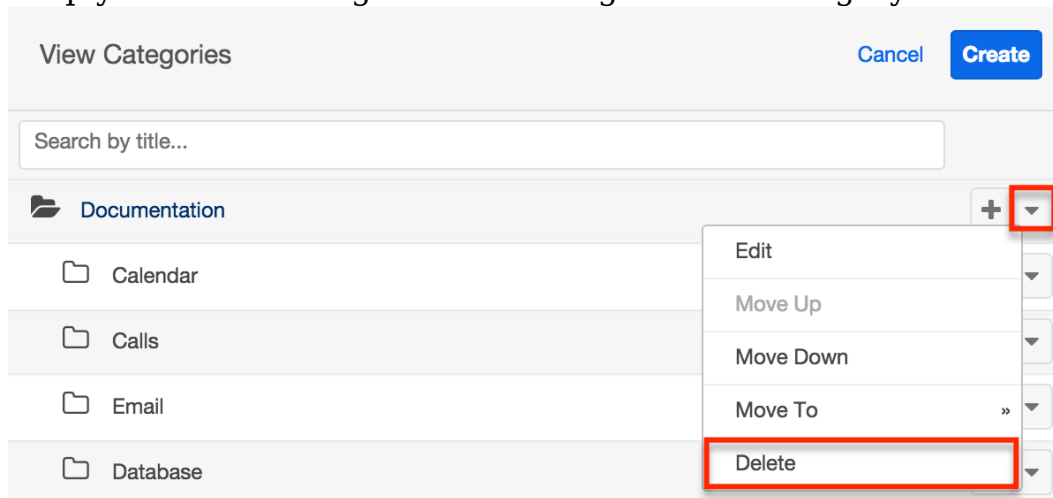 View Categories
Cancel
Create
Search by title...
Documentation
Edit
Calendar
Move Up
Calls
Move Down
Email
Move To »
Database
Delete